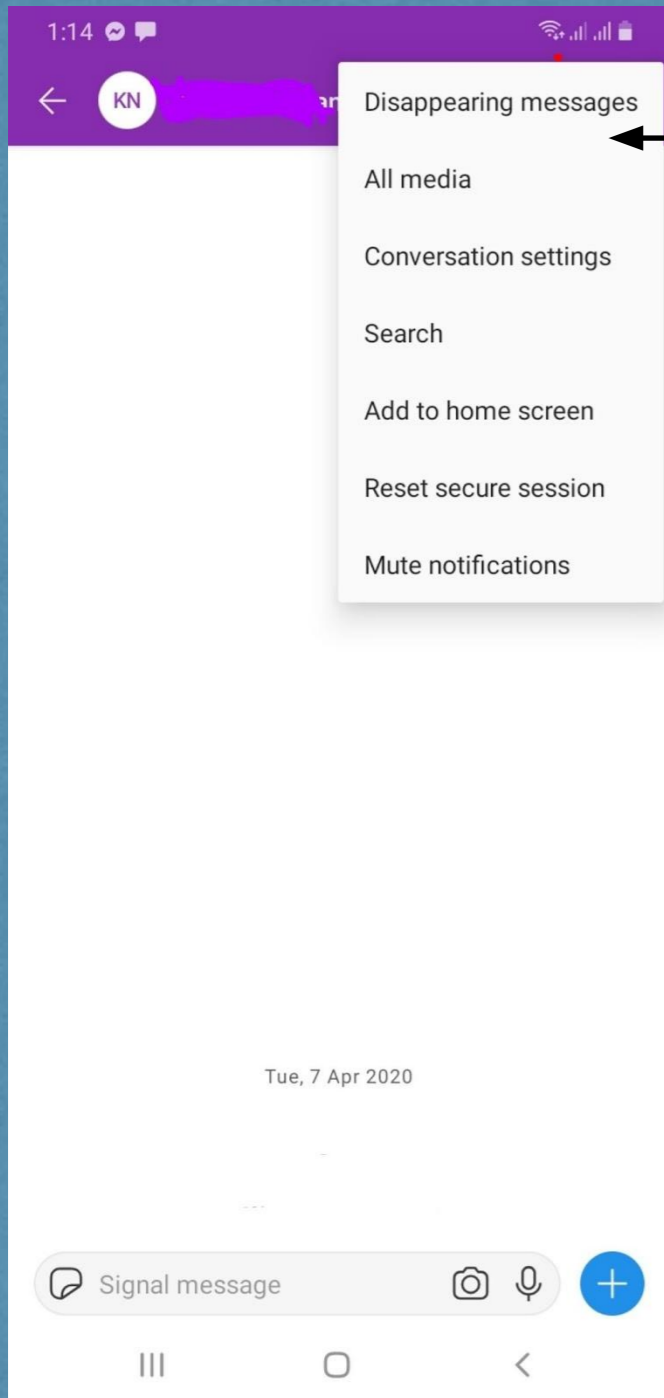 1:14
KN
Disappearing messages
All media
Conversation settings
Search
Add to home screen
Reset secure session
Mute notifications
Tue, 7 Apr 2020
Signal message